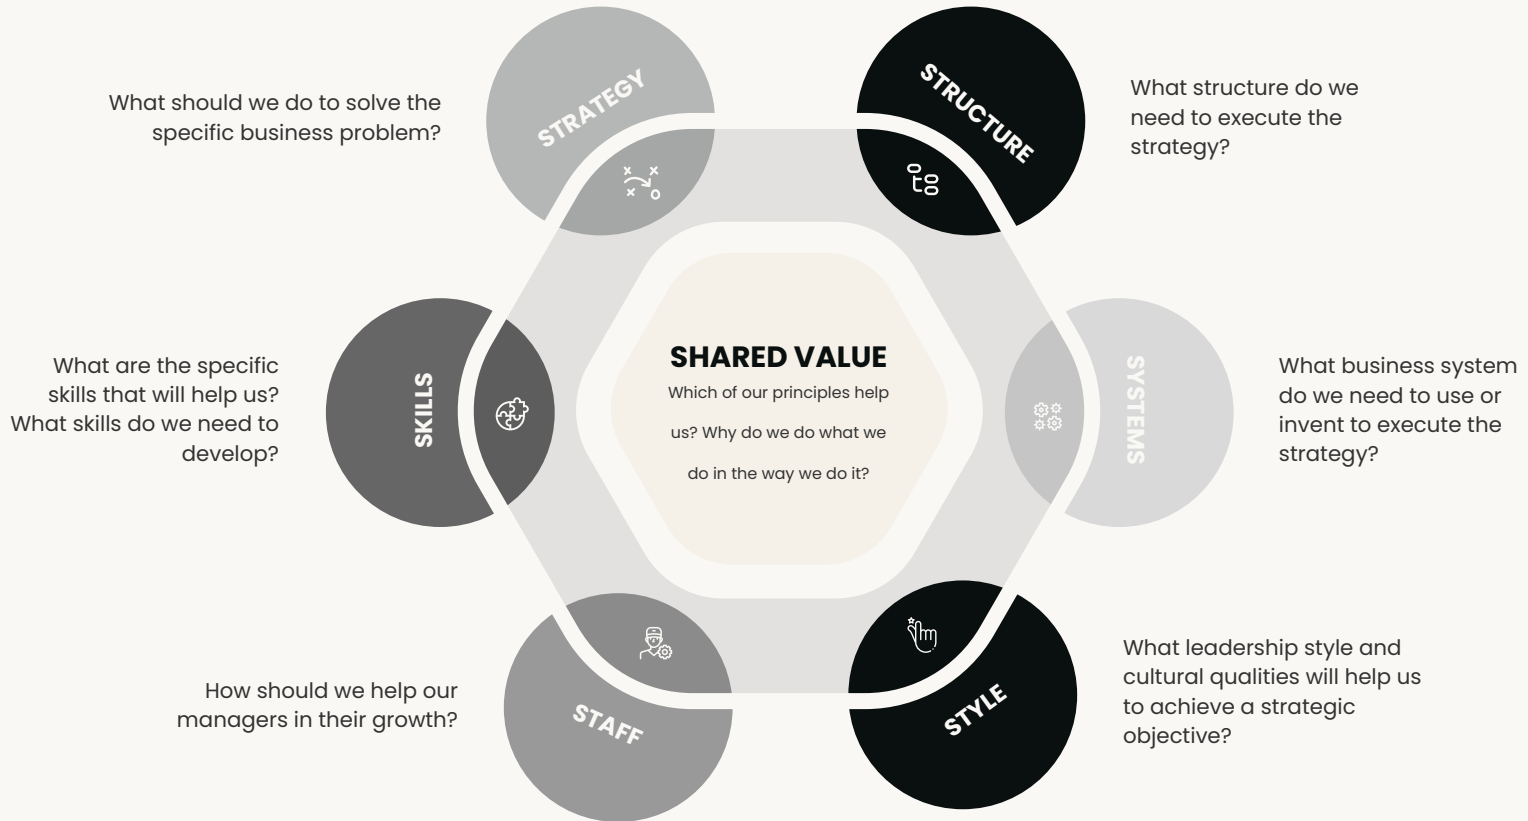 STRATEGY
What should we do to solve the
specific business problem?
STRUCTURE
What structure do we
need to execute the
strategy?
SKILLS
What are the specific
skills that will help us?
What skills do we need to
develop?
SHARED VALUE
Which of our principles help
us? Why do we do what we
do in the way we do it?
SYSTEMS
What business system
do we need to use or
invent to execute the
strategy?
STAFF
How should we help our
managers in their growth?
STYLE
What leadership style and
cultural qualities will help us
to achieve a strategic
objective?